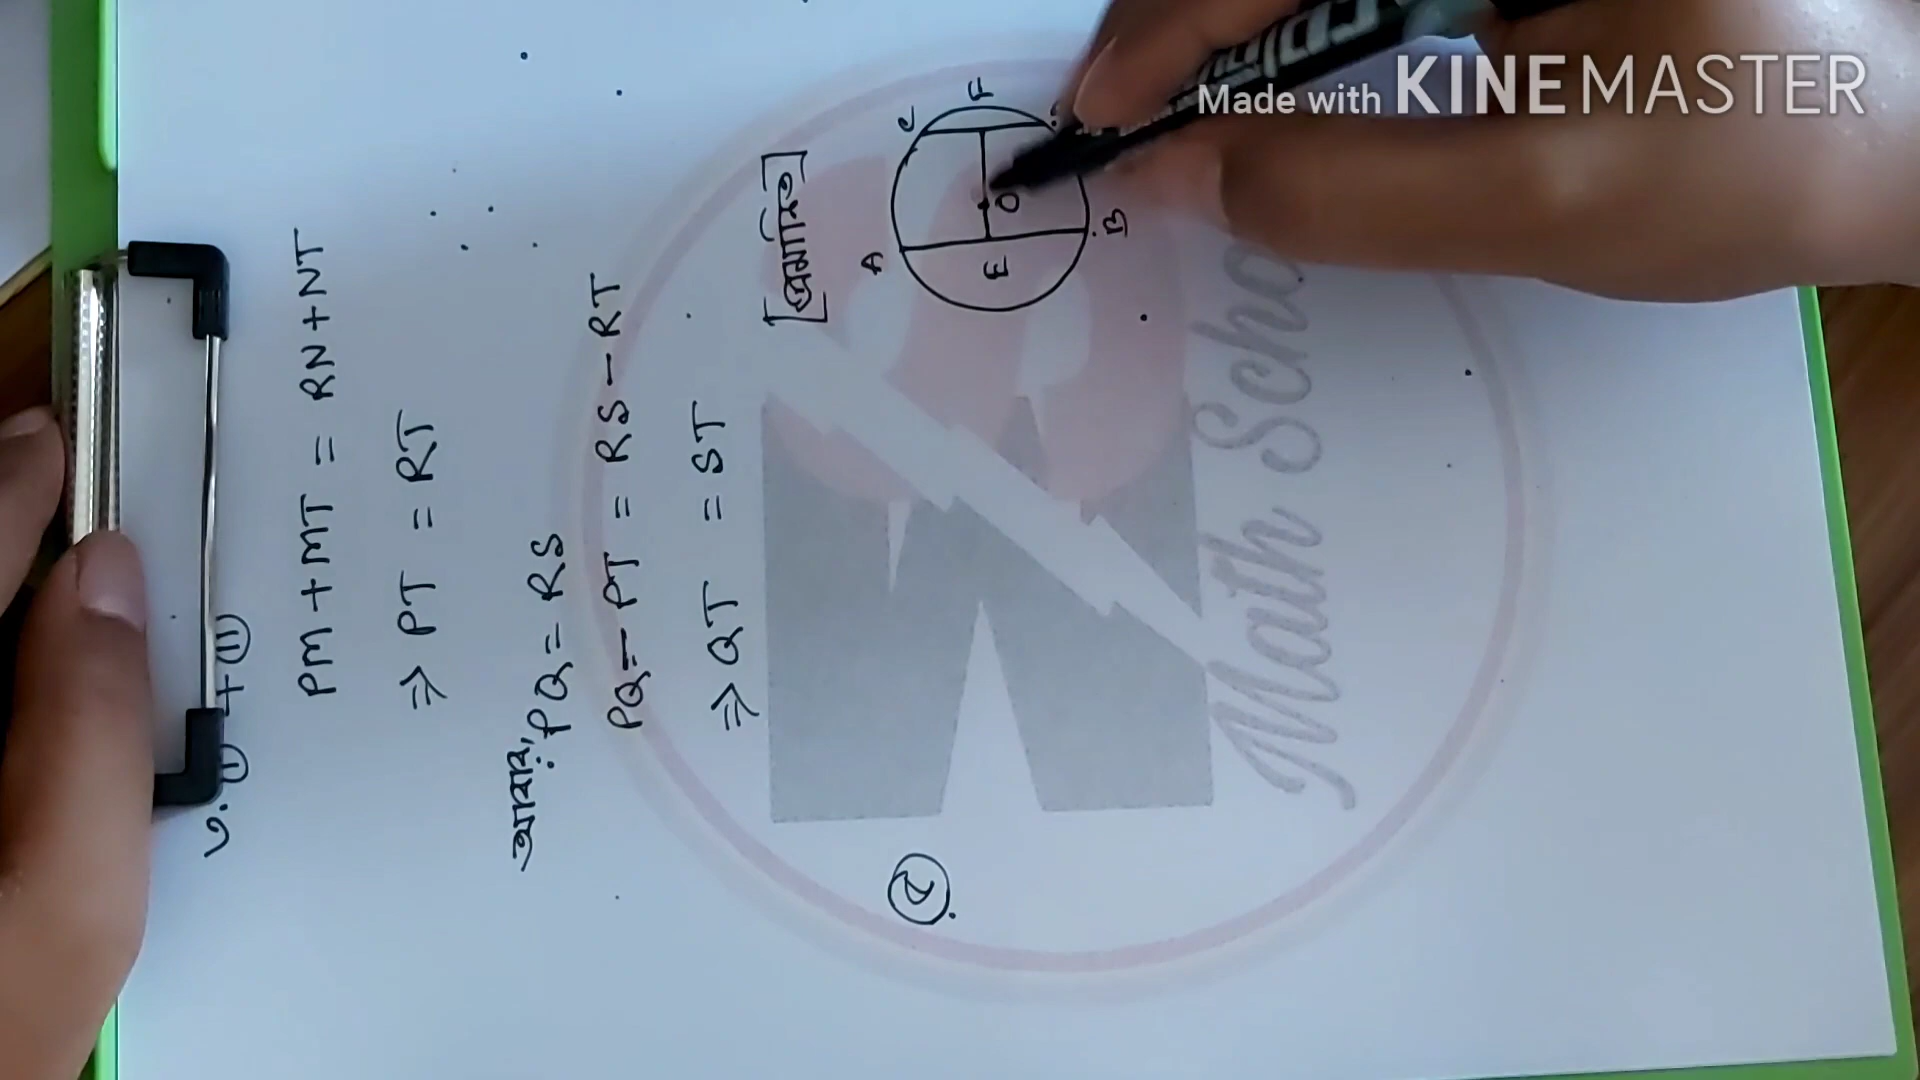 ৩. ① + ⑪
PM + MT = RN + NT
⇒ PT = RT
আবার,
PQ = RS
PQ - PT = RS - RT
⇒ QT = ST
[প্রমাণিত]
C F
O
A E B
Math Scho
Made with KINEMASTER